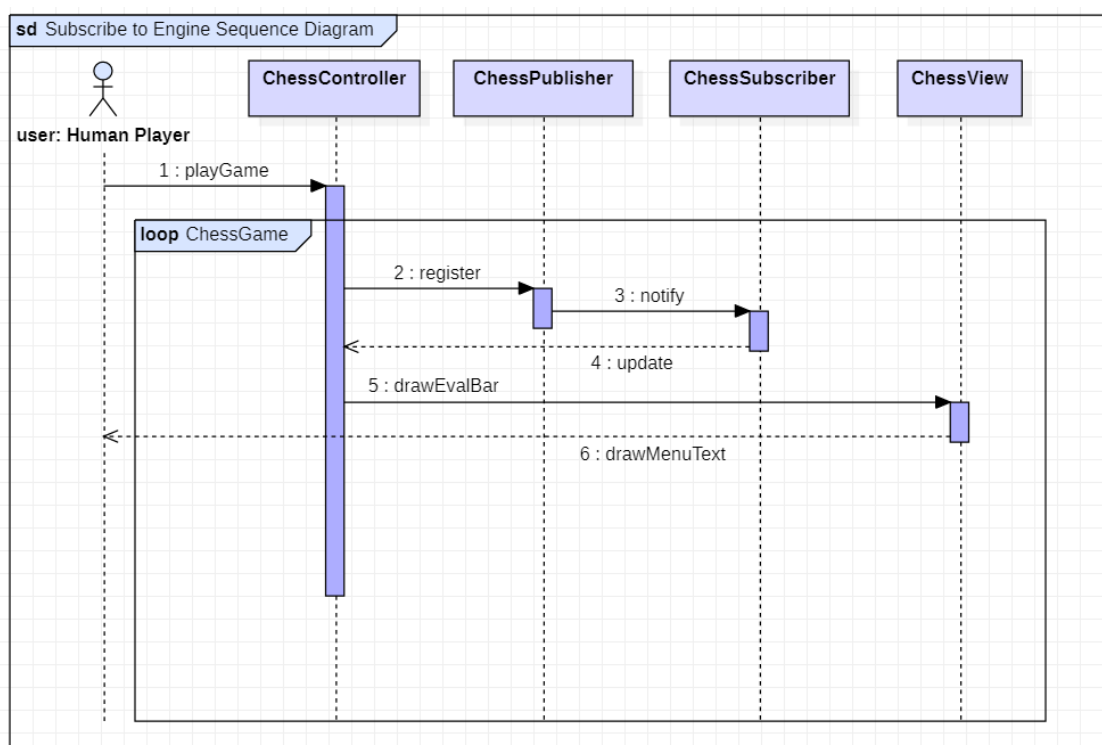 sd Subscribe to Engine Sequence Diagram
ChessController
ChessPublisher
ChessSubscriber
ChessView
user: Human Player
1 : playGame
loop ChessGame
2 : register
3 : notify
4 : update
5 : drawEvalBar
6 : drawMenuText